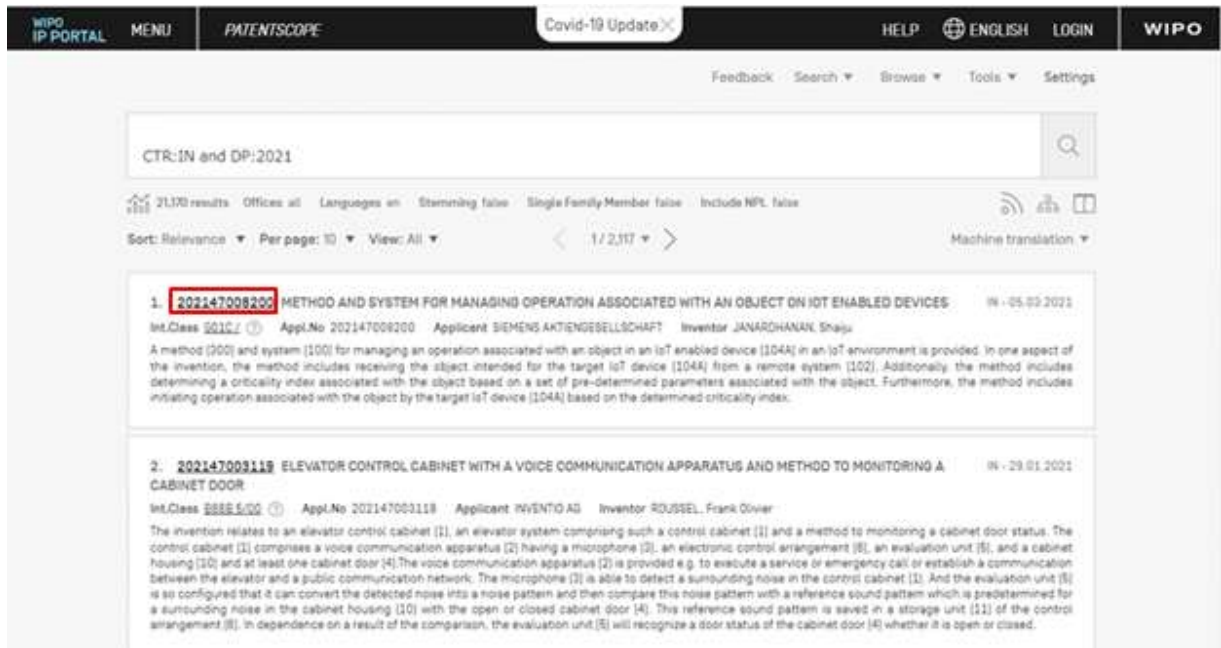 WIPO
IP PORTAL MENU PATENTSCOPE Covid-19 Update HELP ENGLISH LOGIN WIPO
Feedback Search ▼ Browse ▼ Tools ▼ Settings
CTR:IN and DP:2021
21,170 results Offices all Languages en Stemming false Single Family Member false Include NPL false
Sort: Relevance ▼ Per page: 10 ▼ View: All ▼ < 1 / 2,117 ▼ > Machine translation ▼
1. 202147008200 METHOD AND SYSTEM FOR MANAGING OPERATION ASSOCIATED WITH AN OBJECT ON IOT ENABLED DEVICES IN - 05.03.2021
Int.Class G01C / ? Appl.No 202147008200 Applicant SIEMENS AKTIENGESELLSCHAFT Inventor JANARDHANAN, Shaiju
A method (200) and system (100) for managing an operation associated with an object in an IoT enabled device (104A) in an IoT environment is provided. In one aspect of
the invention, the method includes receiving the object intended for the target IoT device (104A) from a remote system (102). Additionally, the method includes
determining a criticality index associated with the object based on a set of pre-determined parameters associated with the object. Furthermore, the method includes
initiating operation associated with the object by the target IoT device (104A) based on the determined criticality index.
2. 202147003118 ELEVATOR CONTROL CABINET WITH A VOICE COMMUNICATION APPARATUS AND METHOD TO MONITORING A IN - 29.01.2021
CABINET DOOR
Int.Class B66B 5/00 ? Appl.No 202147003118 Applicant INVENTIO AG Inventor ROUSSEL, Frank Olivier
The invention relates to an elevator control cabinet (1), an elevator system comprising such a control cabinet (1) and a method to monitoring a cabinet door status. The
control cabinet (1) comprises a voice communication apparatus (2) having a microphone (3), an electronic control arrangement (6), an evaluation unit (5), and a cabinet
housing (10) and at least one cabinet door (4).The voice communication apparatus (2) is provided e.g. to execute a service or emergency call or establish a communication
between the elevator and a public communication network. The microphone (3) is able to detect a surrounding noise in the control cabinet (1). And the evaluation unit (5)
is so configured that it can convert the detected noise into a noise pattern and then compare this noise pattern with a reference sound pattern which is predetermined for
a surrounding noise in the cabinet housing (10) with the open or closed cabinet door (4). This reference sound pattern is saved in a storage unit (11) of the control
arrangement (6). In dependence on a result of the comparison, the evaluation unit (5) will recognize a door status of the cabinet door (4) whether it is open or closed.